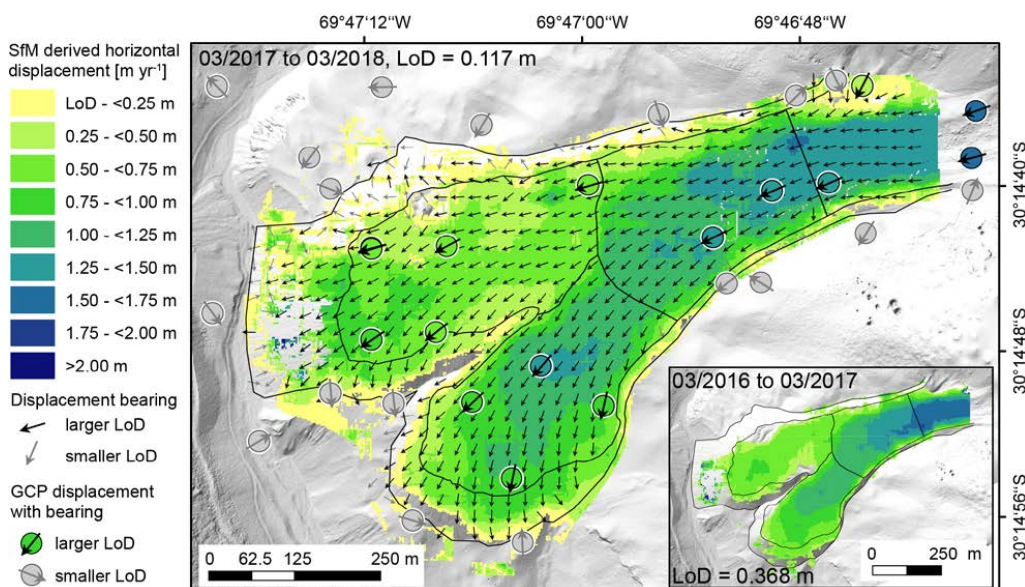 69°47'12"W 69°47'00"W 69°46'48"W
SfM derived horizontal
displacement [m yr⁻¹]
LoD - <0.25 m
0.25 - <0.50 m
0.50 - <0.75 m
0.75 - <1.00 m
1.00 - <1.25 m
1.25 - <1.50 m
1.50 - <1.75 m
1.75 - <2.00 m
>2.00 m
Displacement bearing
larger LoD
smaller LoD
GCP displacement
with bearing
larger LoD
smaller LoD
03/2017 to 03/2018, LoD = 0.117 m
30°14'40"S
30°14'48"S
30°14'56"S
0 62.5 125 250 m
03/2016 to 03/2017
0 250 m
LoD = 0.368 m